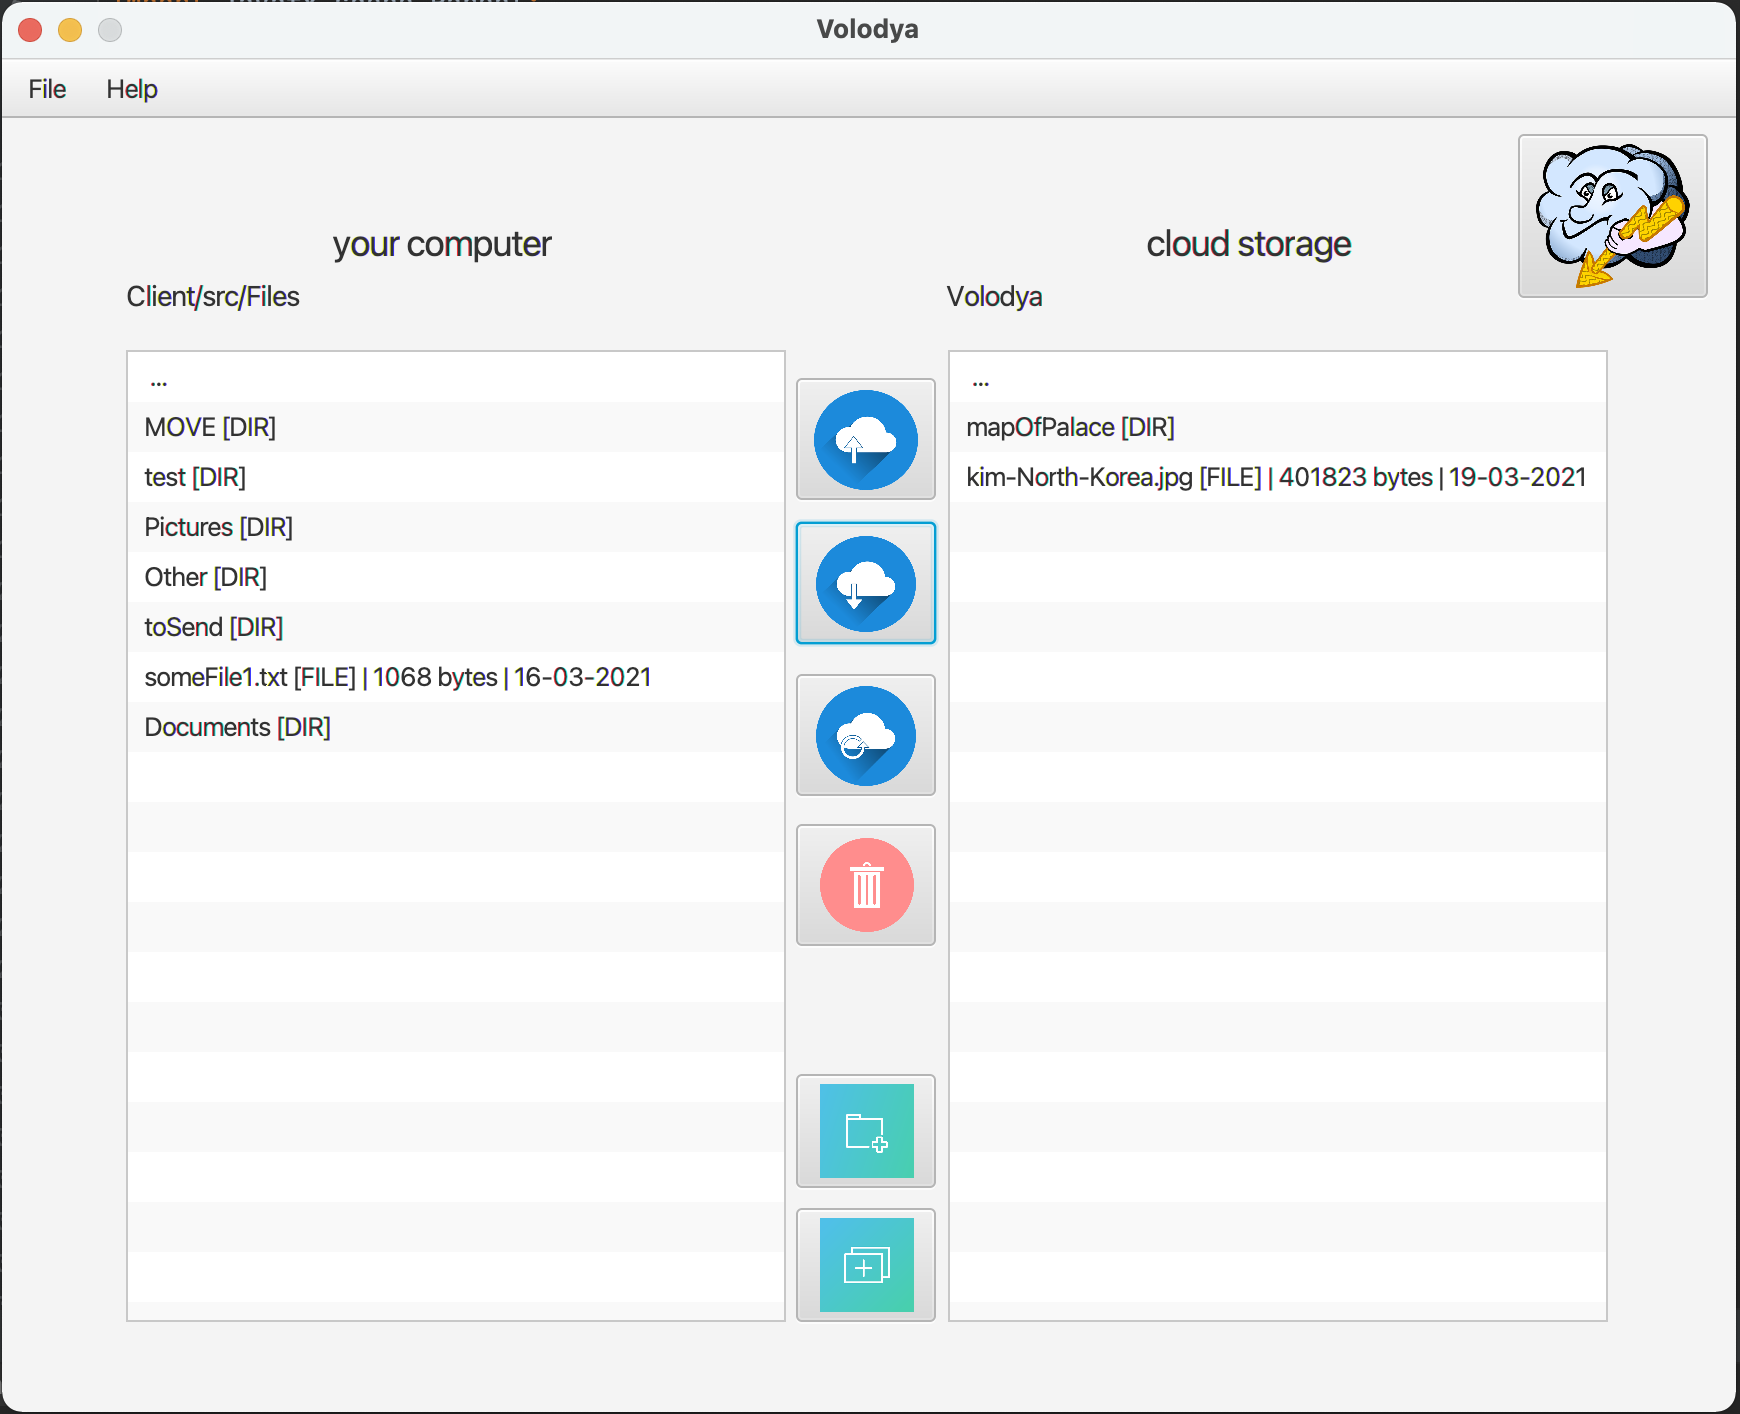 Volodya
File Help
your computer
cloud storage
Client/src/Files
Volodya
...
MOVE [DIR]
test [DIR]
Pictures [DIR]
Other [DIR]
toSend [DIR]
someFile1.txt [FILE] | 1068 bytes | 16-03-2021
Documents [DIR]
...
mapOfPalace [DIR]
kim-North-Korea.jpg [FILE] | 401823 bytes | 19-03-2021